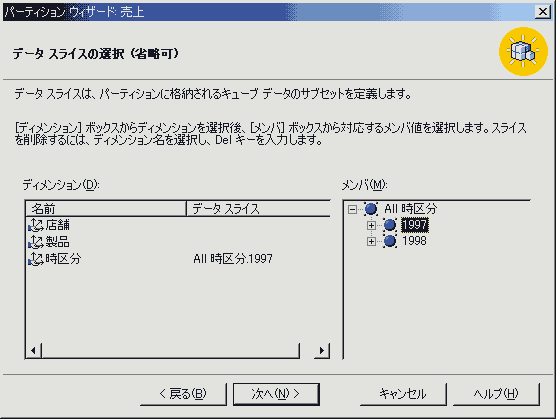 パーティション ウィザード: 売上
データ スライスの選択 (省略可)
データ スライスは、パーティションに格納されるキューブ データのサブセットを定義します。
[ディメンション] ボックスからディメンションを選択後、[メンバ] ボックスから対応するメンバ値を選択します。スライス
を削除するには、ディメンション名を選択し、Del キーを入力します。
ディメンション(D):
メンバ(M):
名前 データ スライス
店舗
製品
時区分 All 時区分.1997
All 時区分
1997
1998
< 戻る(B)
次へ(N) >
キャンセル
ヘルプ(H)